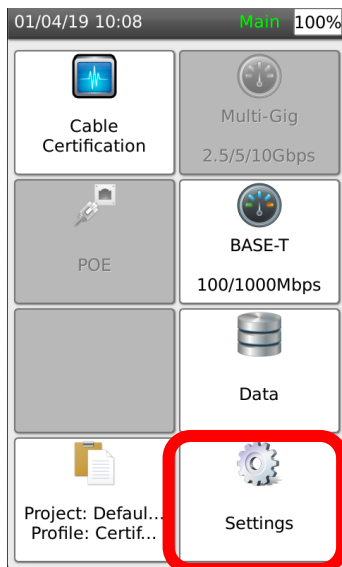 01/04/19 10:08 Main 100%
Cable
Certification
Multi-Gig
2.5/5/10Gbps
POE
BASE-T
100/1000Mbps
Data
Project: Defaul...
Profile: Certif...
Settings